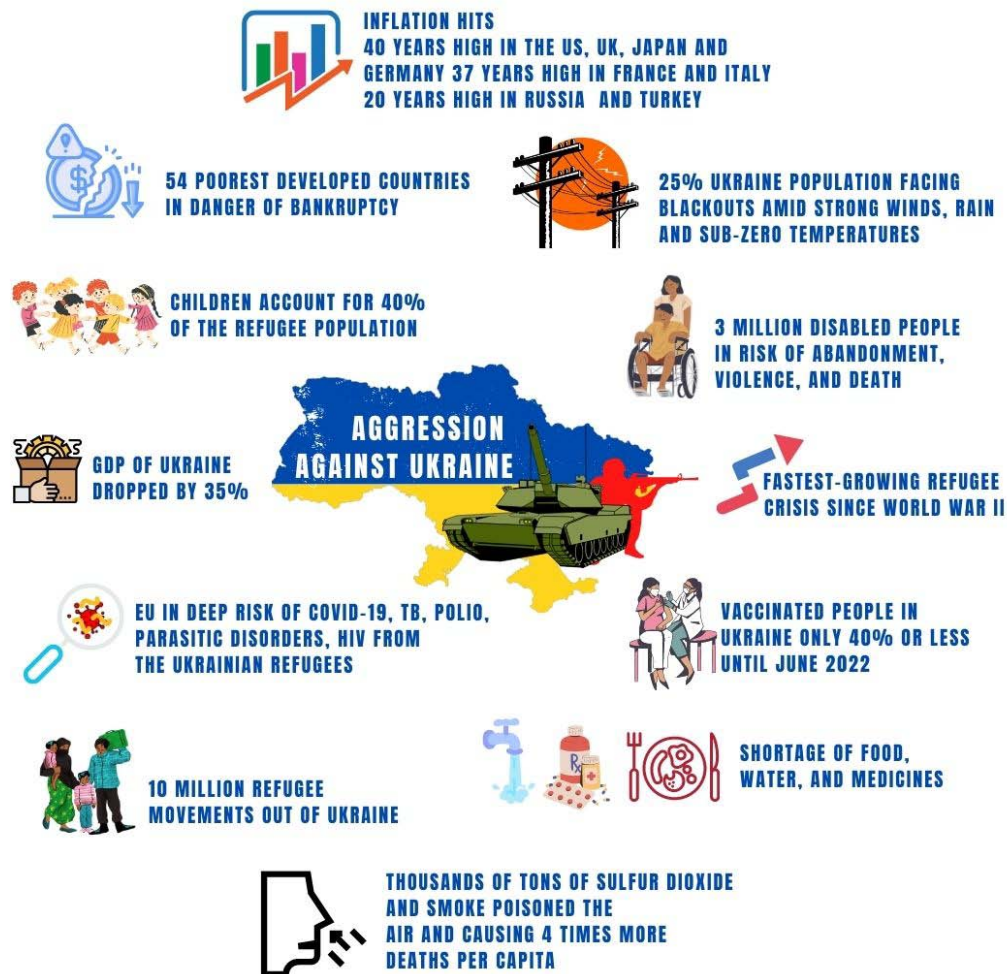 INFLATION HITS
40 YEARS HIGH IN THE US, UK, JAPAN AND
GERMANY 37 YEARS HIGH IN FRANCE AND ITALY
20 YEARS HIGH IN RUSSIA AND TURKEY
54 POOREST DEVELOPED COUNTRIES
IN DANGER OF BANKRUPTCY
25% UKRAINE POPULATION FACING
BLACKOUTS AMID STRONG WINDS, RAIN
AND SUB-ZERO TEMPERATURES
CHILDREN ACCOUNT FOR 40%
OF THE REFUGEE POPULATION
3 MILLION DISABLED PEOPLE
IN RISK OF ABANDONMENT,
VIOLENCE, AND DEATH
AGGRESSION
AGAINST UKRAINE
GDP OF UKRAINE
DROPPED BY 35%
FASTEST-GROWING REFUGEE
CRISIS SINCE WORLD WAR II
EU IN DEEP RISK OF COVID-19, TB, POLIO,
PARASITIC DISORDERS, HIV FROM
THE UKRAINIAN REFUGEES
VACCINATED PEOPLE IN
UKRAINE ONLY 40% OR LESS
UNTIL JUNE 2022
10 MILLION REFUGEE
MOVEMENTS OUT OF UKRAINE
Rx
SHORTAGE OF FOOD,
WATER, AND MEDICINES
THOUSANDS OF TONS OF SULFUR DIOXIDE
AND SMOKE POISONED THE
AIR AND CAUSING 4 TIMES MORE
DEATHS PER CAPITA